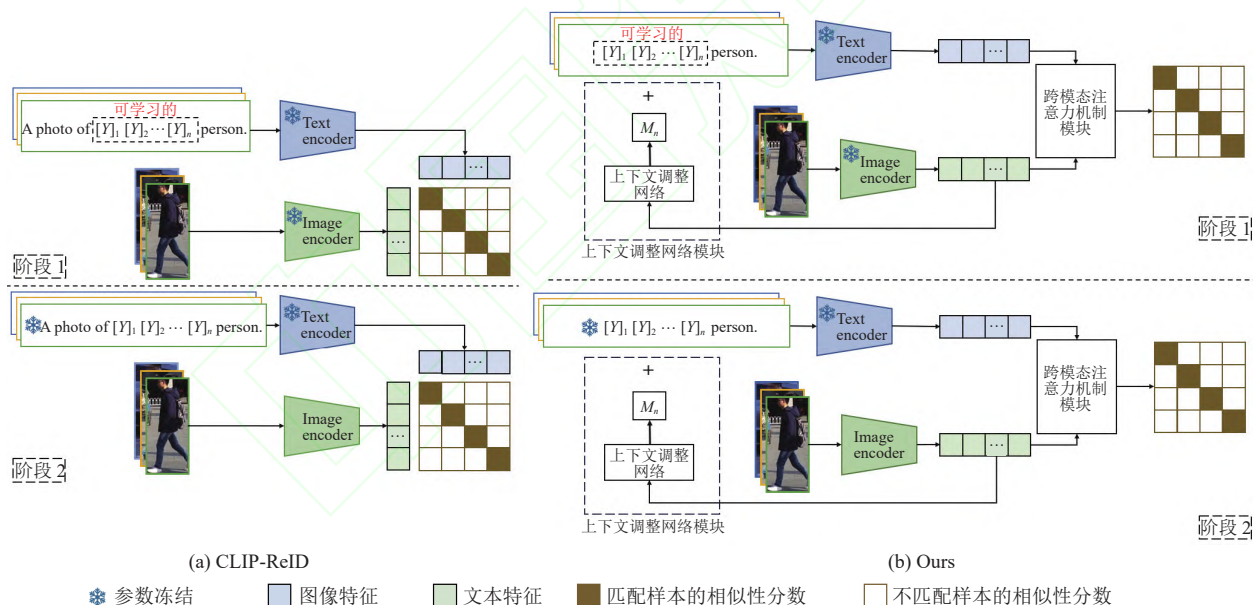 可学习的
A photo of [Y]₁ [Y]₂⋯[Y]ₙ person.
Text
encoder
⋯
Image
encoder
⋯
阶段 1
A photo of [Y]₁ [Y]₂ ⋯ [Y]ₙ person.
Text
encoder
⋯
Image
encoder
⋯
阶段 2
(a) CLIP-ReID
可学习的
[Y]₁ [Y]₂ ⋯ [Y]ₙ person.
Text
encoder
⋯
跨模态注
意力机制
模块
+
Mₙ
上下文调整
网络
上下文调整网络模块
Image
encoder
⋯
阶段 1
[Y]₁ [Y]₂ ⋯ [Y]ₙ person.
Text
encoder
⋯
跨模态注
意力机制
模块
+
Mₙ
上下文调整
网络
上下文调整网络模块
Image
encoder
⋯
阶段 2
(b) Ours
参数冻结
图像特征
文本特征
匹配样本的相似性分数
不匹配样本的相似性分数